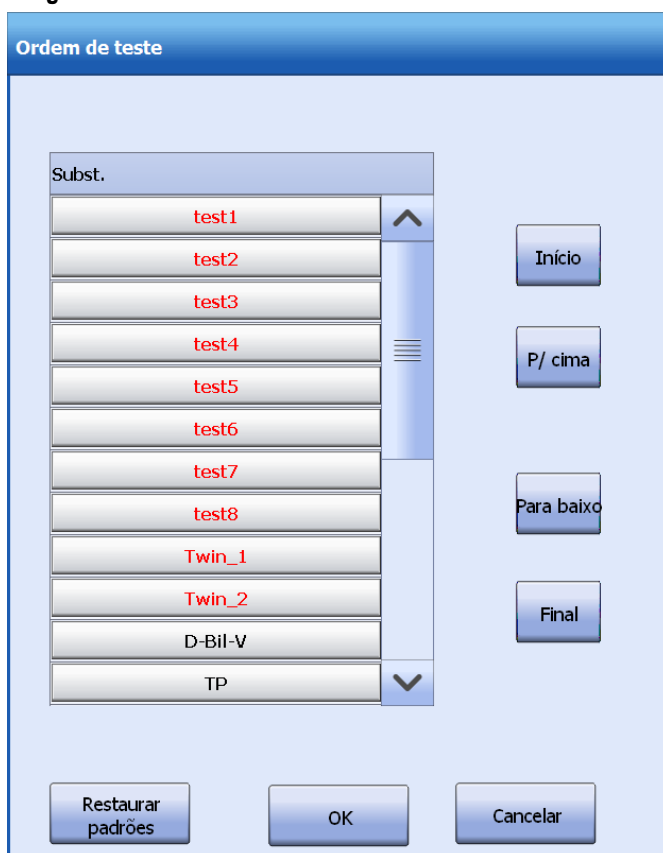 Ordem de teste
Subst.
test1
test2
test3
test4
test5
test6
test7
test8
Twin_1
Twin_2
D-Bil-V
TP
Início
P/ cima
Para baixo
Final
Restaurar
padrões
OK
Cancelar